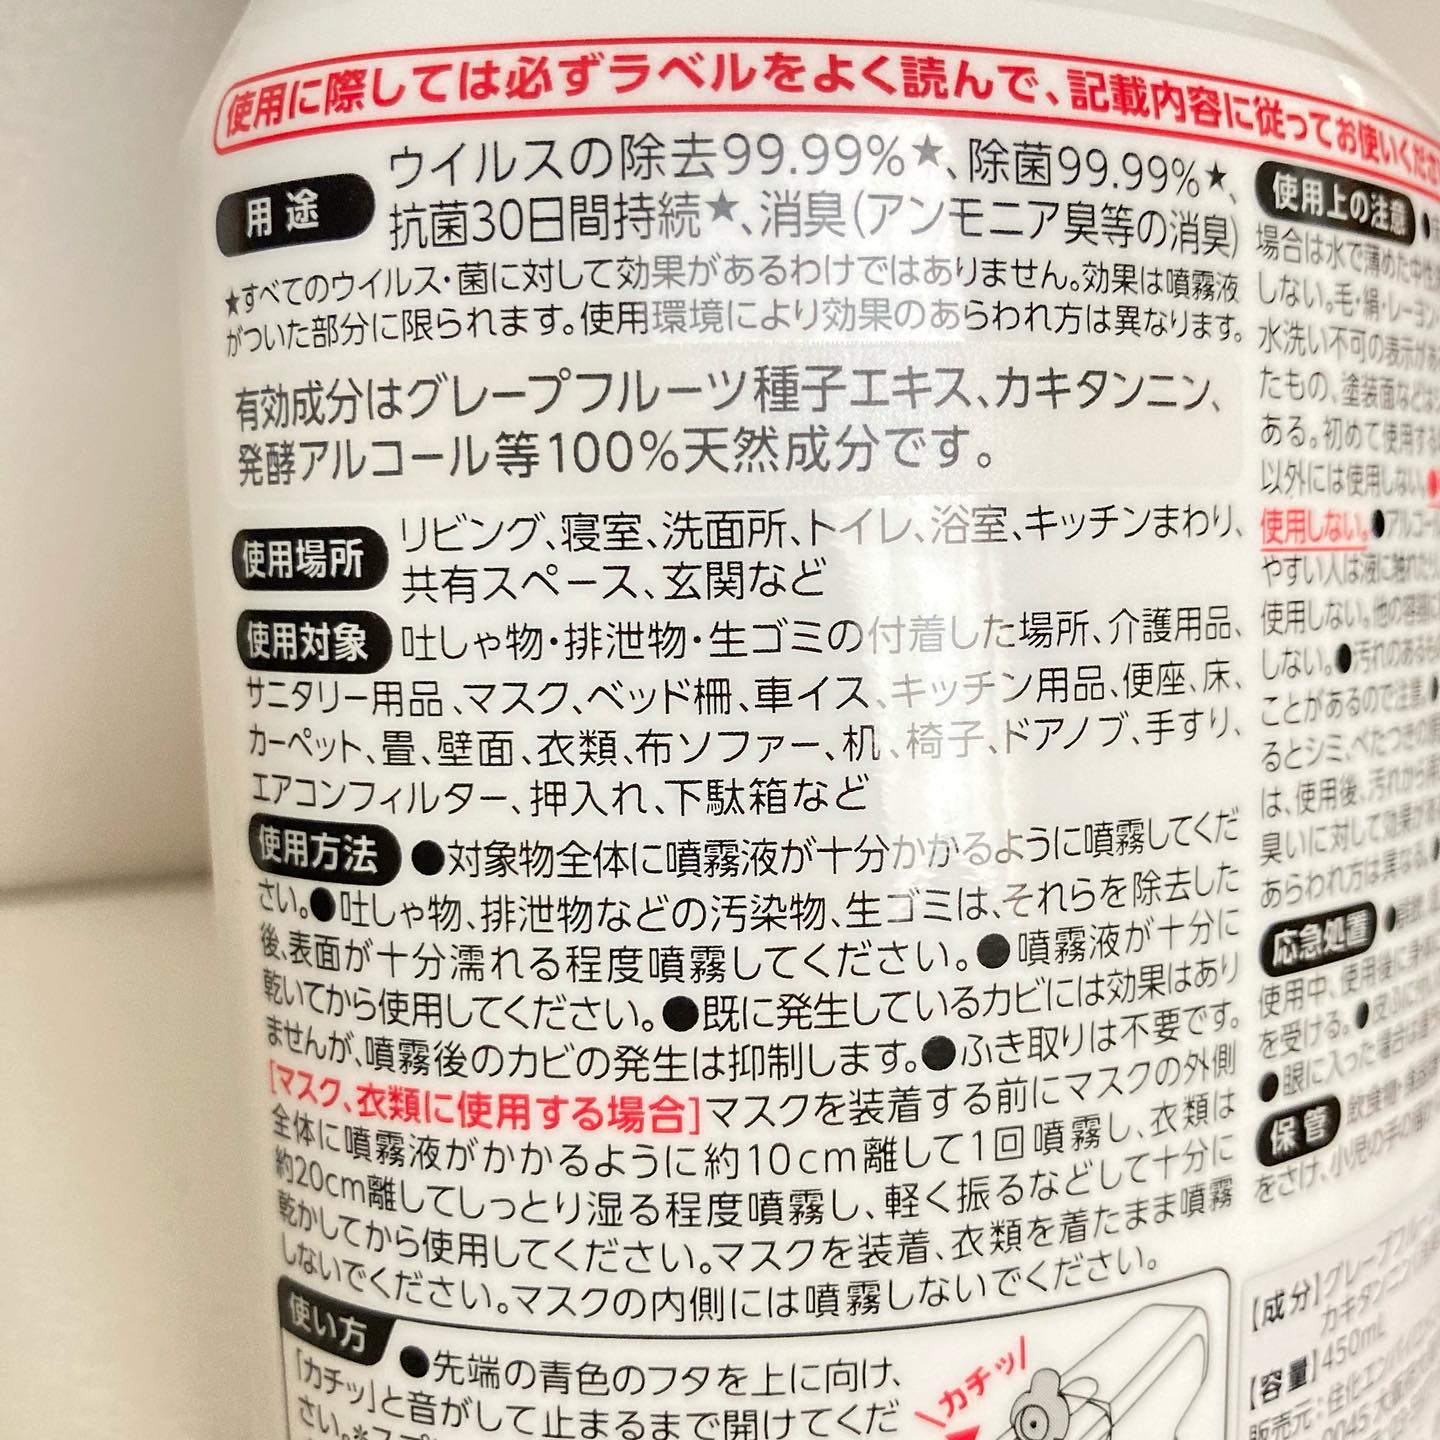 使用に際しては必ずラベルをよく読んで、記載内容に従ってお使いくださ
用途
ウイルスの除去99.99%★、除菌99.99%★、
抗菌30日間持続★、消臭(アンモニア臭等の消臭)
★すべてのウイルス・菌に対して効果があるわけではありません。効果は噴霧液
がついた部分に限られます。使用環境により効果のあらわれ方は異なります。
有効成分はグレープフルーツ種子エキス、カキタンニン、
発酵アルコール等100%天然成分です。
使用場所
リビング、寝室、洗面所、トイレ、浴室、キッチンまわり、
共有スペース、玄関など
使用対象
吐しゃ物・排泄物・生ゴミの付着した場所、介護用品、
サニタリー用品、マスク、ベッド柵、車イス、キッチン用品、便座、床、
カーペット、畳、壁面、衣類、布ソファー、机、椅子、ドアノブ、手すり、
エアコンフィルター、押入れ、下駄箱など
使用方法
●対象物全体に噴霧液が十分かかるように噴霧してくだ
さい。●吐しゃ物、排泄物などの汚染物、生ゴミは、それらを除去した
後、表面が十分濡れる程度噴霧してください。●噴霧液が十分に
乾いてから使用してください。●既に発生しているカビには効果はあり
ませんが、噴霧後のカビの発生は抑制します。●ふき取りは不要です。
[マスク、衣類に使用する場合]マスクを装着する前にマスクの外側
全体に噴霧液がかかるように約10cm離して1回噴霧し、衣類は
約20cm離してしっとり湿る程度噴霧し、軽く振るなどして十分に
乾かしてから使用してください。マスクを装着、衣類を着たまま噴霧
しないでください。マスクの内側には噴霧しないでください。
使い方
●先端の青色のフタを上に向け、
「カチッ」と音がして止まるまで開けてくだ
さい。
カチッ
使用上の注意
場合は水で薄めた中性
しない。毛・絹・レーヨン
水洗い不可の表示があ
たもの、塗装面などは
ある。初めて使用する
以外には使用しない。
使用しない。●アルコー
やすい人は液に触れた
使用しない。他の容器に
しない。●汚れのあるもの
ことがあるので注意。
るとシミ、べたつきの原
は、使用後、汚れから
臭いに対して効果が
あらわれ方は異なる。
応急処置
使用中、使用後に身体に
を受ける。●皮ふに
●眼に入った場合は
保管
をさけ、小児の手の届
【成分】グレープフルー
カキタンニン
【容量】450mL
販売元:住化エンバイロ
0045 大阪